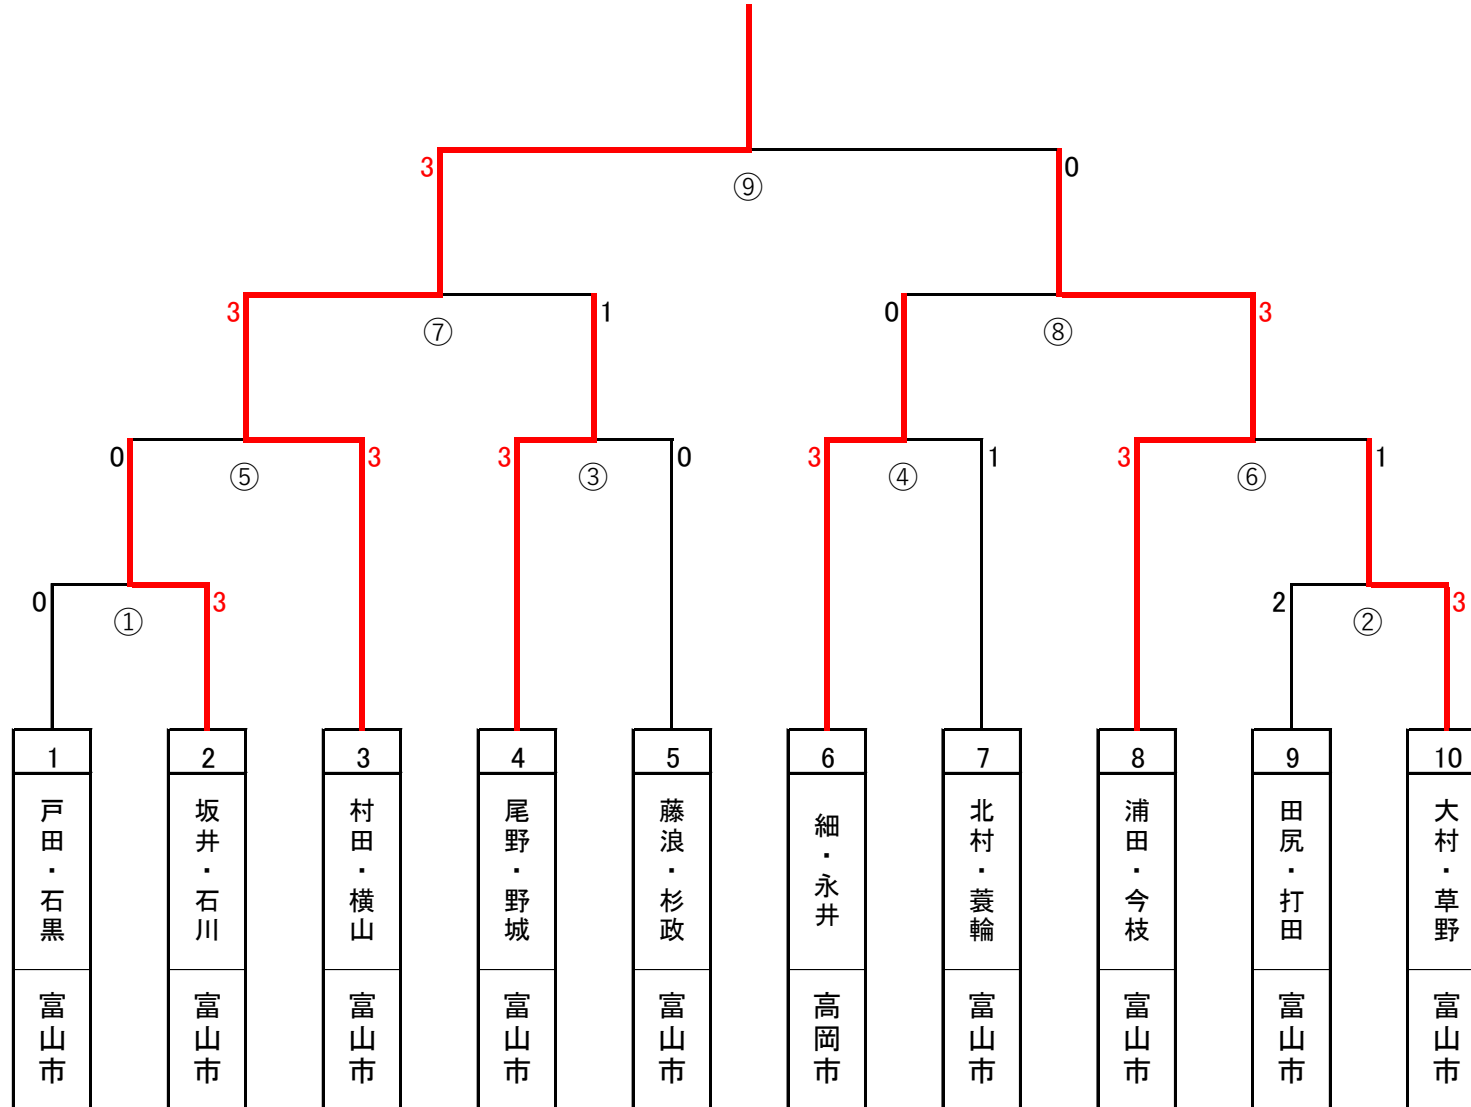 3
0
⑨
3
1
0
3
⑦
⑧
0
3
3
0
3
1
3
1
⑤
③
④
⑥
0
3
2
3
①
②
1
2
3
4
5
6
7
8
9
10
戸田・石黒
坂井・石川
村田・横山
尾野・野城
藤浪・杉政
細・永井
北村・蓑輪
浦田・今枝
田尻・打田
大村・草野
富山市
富山市
富山市
富山市
富山市
高岡市
富山市
富山市
富山市
富山市